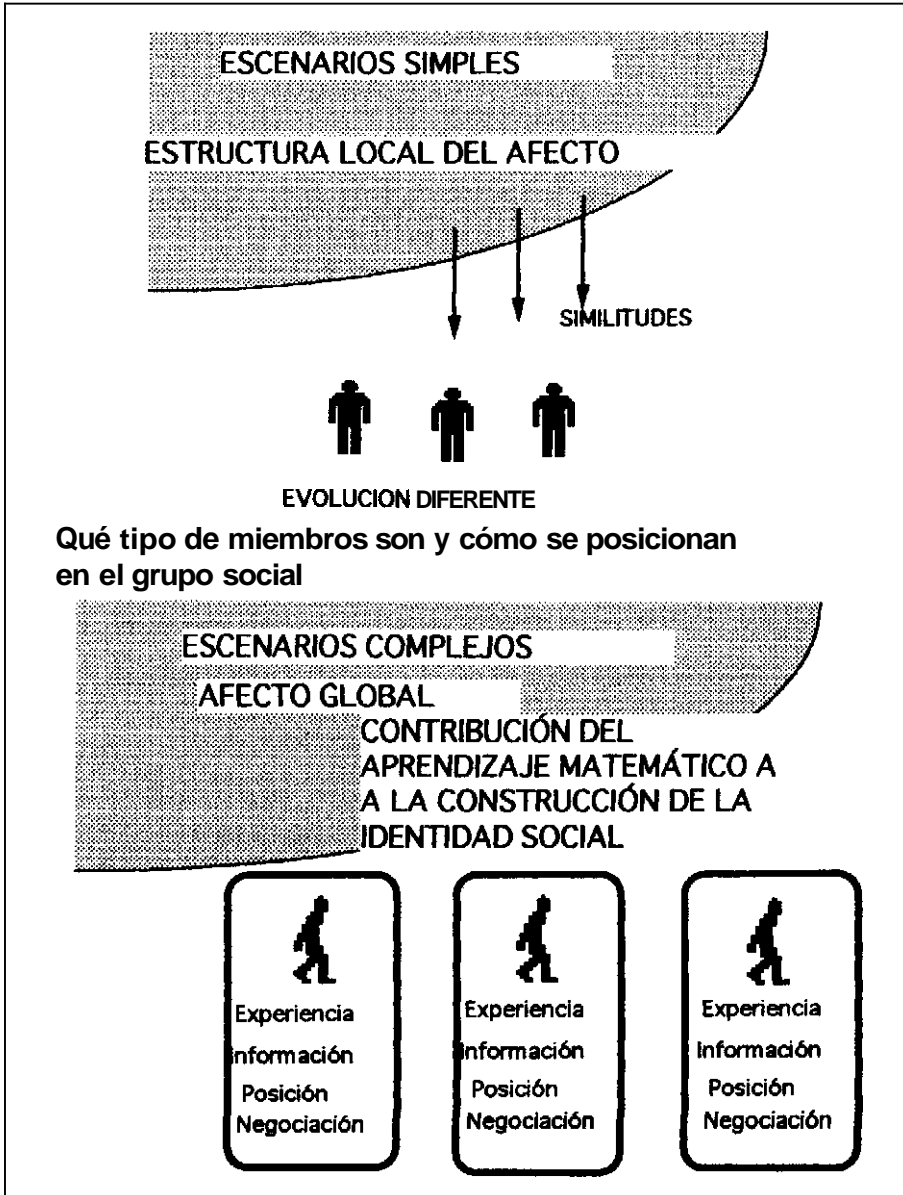 ESCENARIOS SIMPLES
ESTRUCTURA LOCAL DEL AFECTO
SIMILITUDES
EVOLUCION DIFERENTE
Qué tipo de miembros son y cómo se posicionan
en el grupo social
ESCENARIOS COMPLEJOS
AFECTO GLOBAL
CONTRIBUCIÓN DEL
APRENDIZAJE MATEMÁTICO A
A LA CONSTRUCCIÓN DE LA
IDENTIDAD SOCIAL
Experiencia
Información
Posición
Negociación
Experiencia
Información
Posición
Negociación
Experiencia
Información
Posición
Negociación